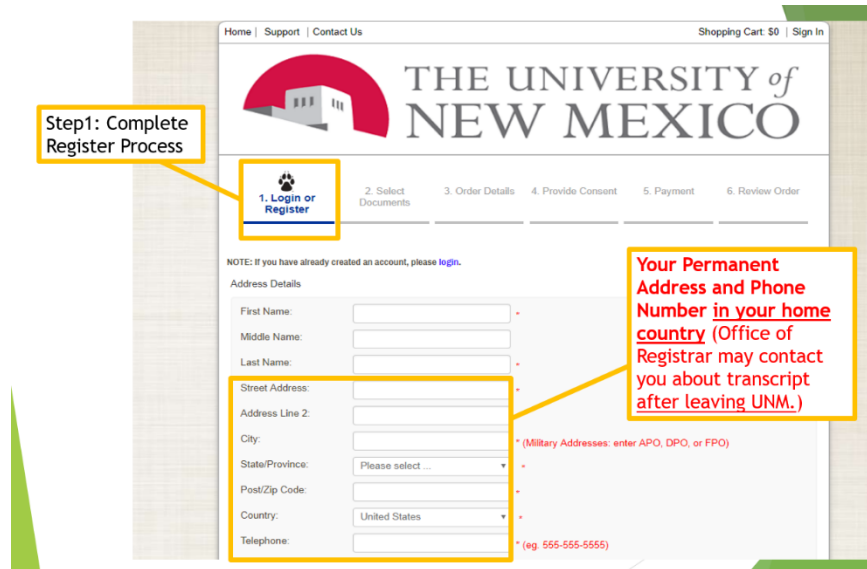 Home | Support | Contact Us
Shopping Cart: $0 | Sign In
THE UNIVERSITY of
NEW MEXICO
Step1: Complete
Register Process
1. Login or
Register
2. Select
Documents
3. Order Details
4. Provide Consent
5. Payment
6. Review Order
NOTE: If you have already created an account, please login.
Address Details
Your Permanent
Address and Phone
Number in your home
country (Office of
Registrar may contact
you about transcript
after leaving UNM.)
First Name: *
Middle Name:
Last Name: *
Street Address: *
Address Line 2:
City: * (Military Addresses: enter APO, DPO, or FPO)
State/Province: Please select ... *
Post/Zip Code: *
Country: United States *
Telephone: * (eg. 555-555-5555)